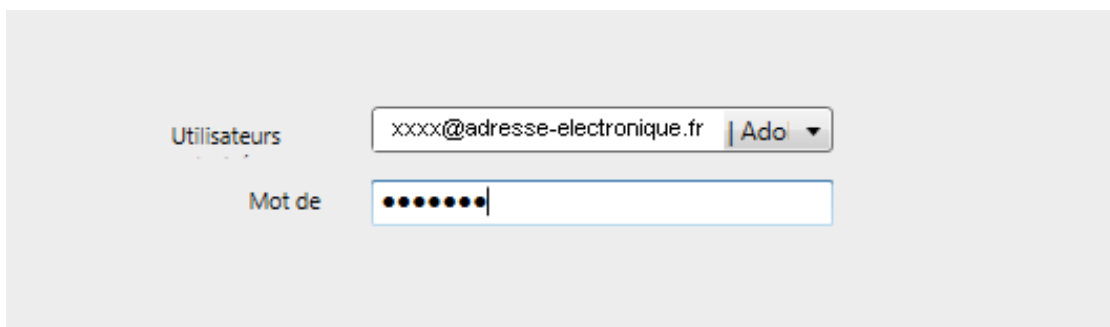 Utilisateurs
xxxx@adresse-electronique.fr | Ado
Mot de
•••••••